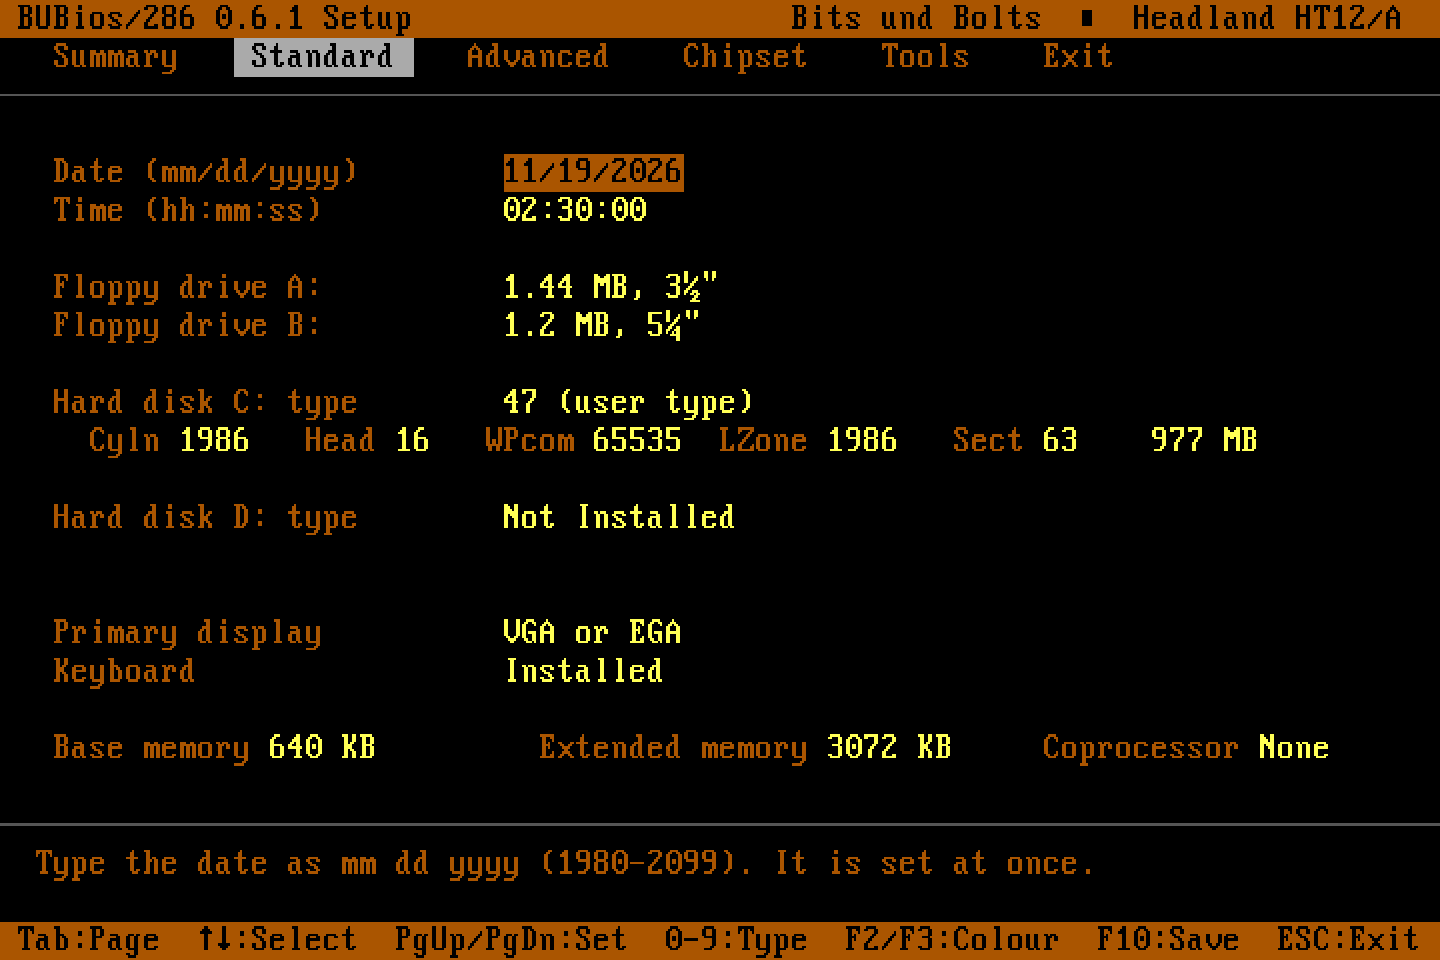 BUBios/286 0.6.1 Setup Bits und Bolts ▪ Headland HT12/A
Summary Standard Advanced Chipset Tools Exit
Date (mm/dd/yyyy) 11/19/2026
Time (hh:mm:ss) 02:30:00
Floppy drive A: 1.44 MB, 3½"
Floppy drive B: 1.2 MB, 5¼"
Hard disk C: type 47 (user type)
Cyln 1986 Head 16 WPcom 65535 LZone 1986 Sect 63 977 MB
Hard disk D: type Not Installed
Primary display VGA or EGA
Keyboard Installed
Base memory 640 KB Extended memory 3072 KB Coprocessor None
Type the date as mm dd yyyy (1980-2099). It is set at once.
Tab:Page ↑↓:Select PgUp/PgDn:Set 0-9:Type F2/F3:Colour F10:Save ESC:Exit